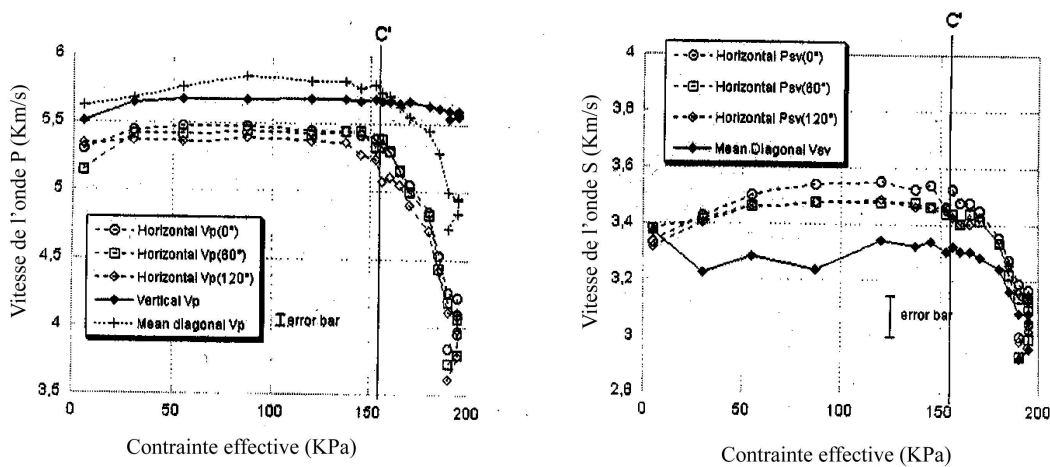 C'
Vitesse de l'onde P (Km/s)
6
5,5
5
4,5
4
3,5
Horizontal Vp(0°)
Horizontal Vp(60°)
Horizontal Vp(120°)
Vertical Vp
Mean diagonal Vp
error bar
0
50
100
150
200
Contrainte effective (KPa)
C'
Vitesse de l'onde S (Km/s)
4
3,8
3,6
3,4
3,2
3
2,8
Horizontal Psv(0°)
Horizontal Psv(60°)
Horizontal Psv(120°)
Mean Diagonal Vsv
error bar
0
50
100
150
200
Contrainte effective (KPa)